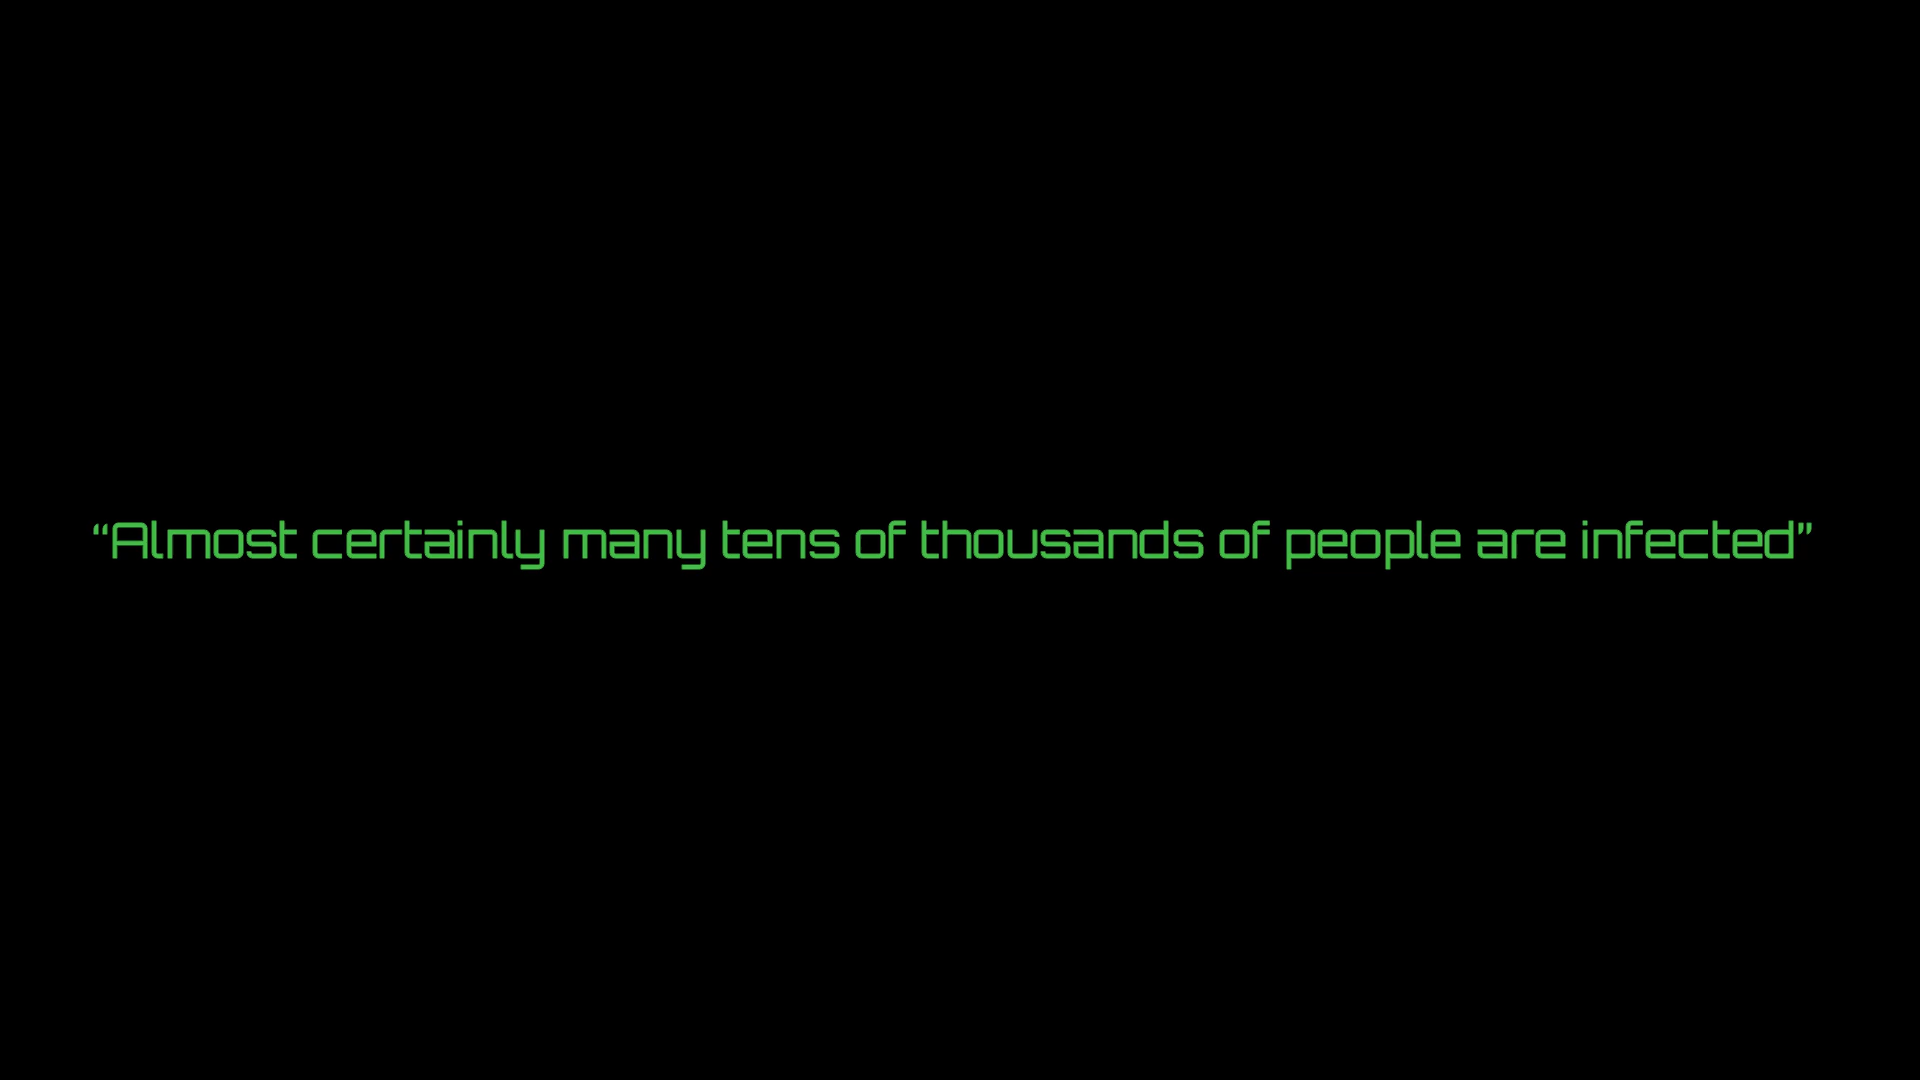 “Almost certainly many tens of thousands of people are infected”